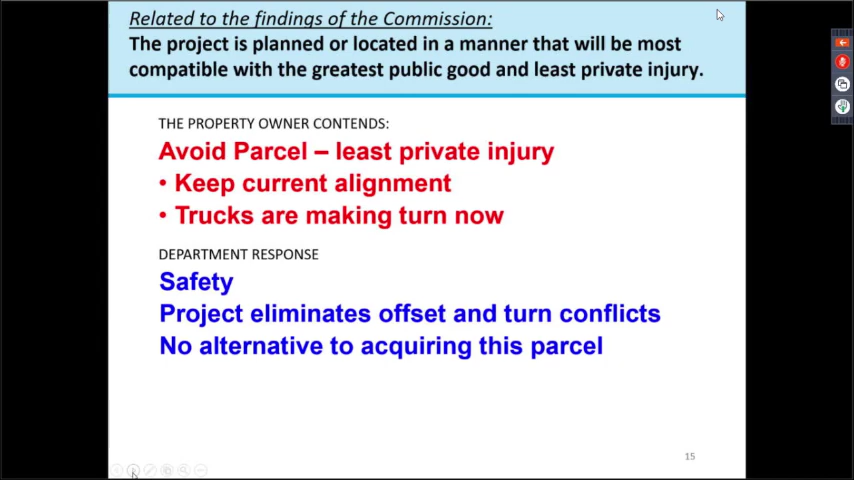 Related to the findings of the Commission:
The project is planned or located in a manner that will be most
compatible with the greatest public good and least private injury.
THE PROPERTY OWNER CONTENDS:
Avoid Parcel – least private injury
• Keep current alignment
• Trucks are making turn now
DEPARTMENT RESPONSE
Safety
Project eliminates offset and turn conflicts
No alternative to acquiring this parcel
15